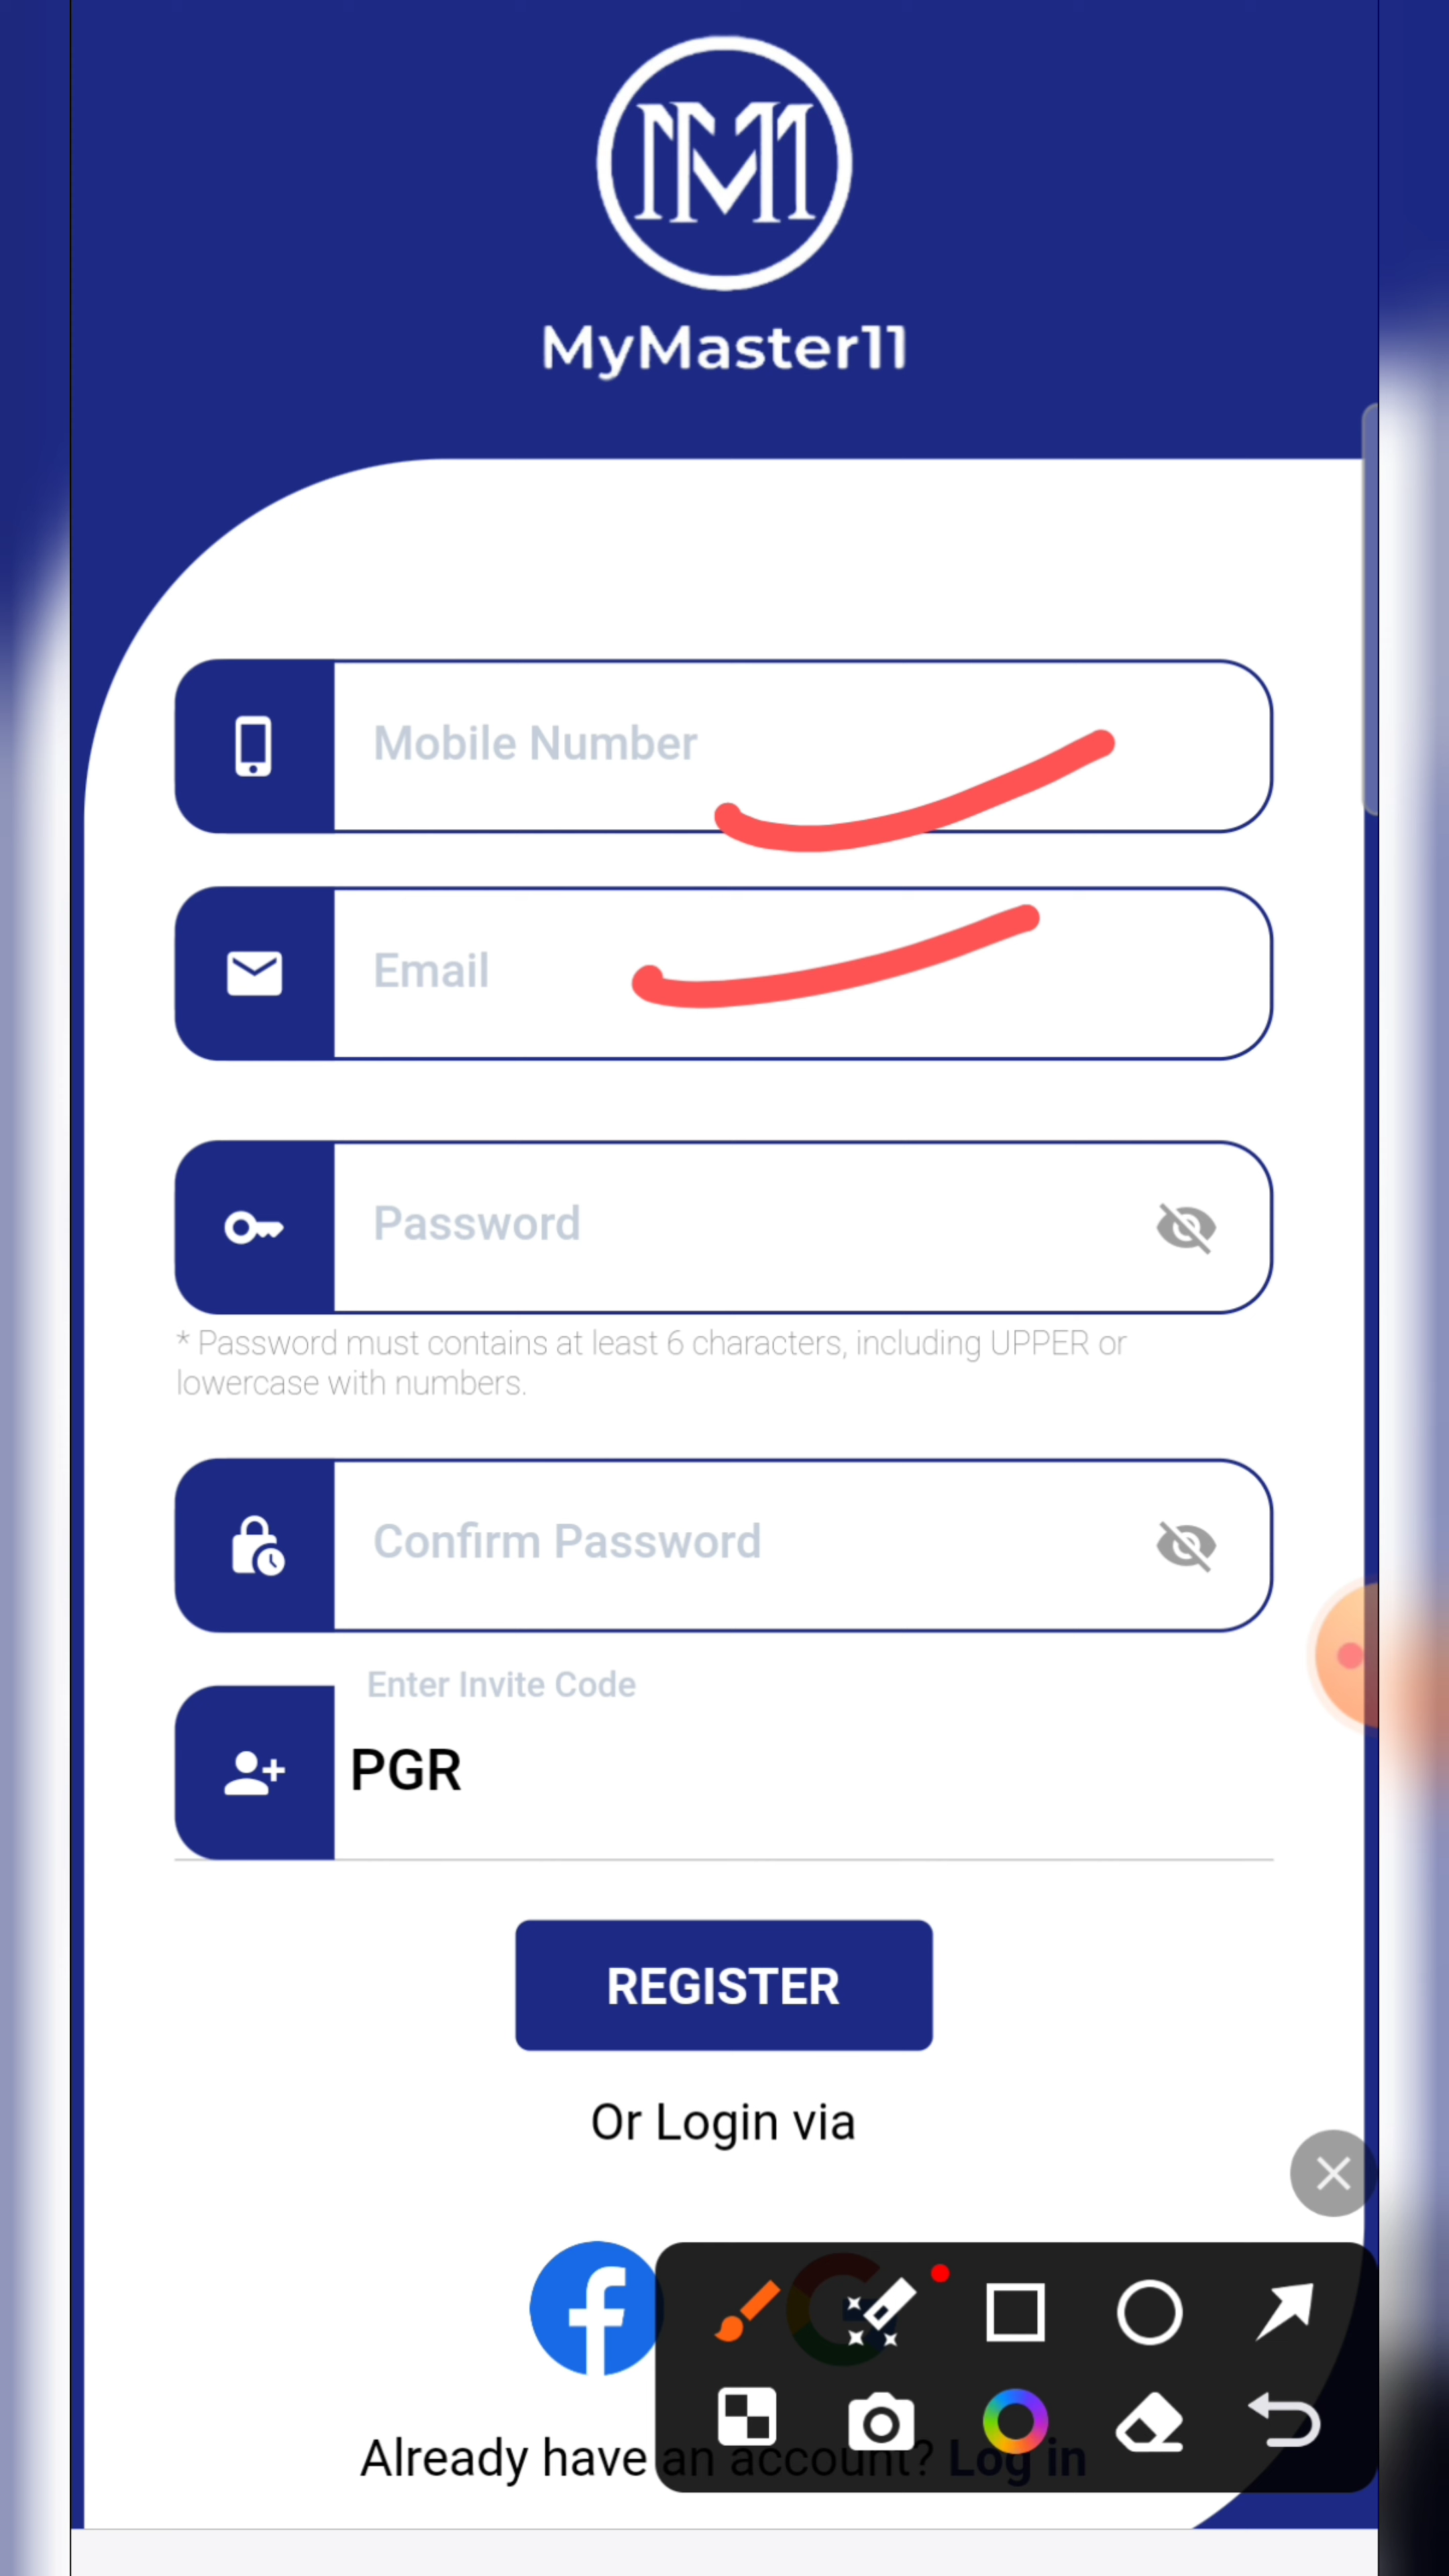 MM
MyMaster11
Mobile Number
Email
Password
* Password must contains at least 6 characters, including UPPER or
lowercase with numbers.
Confirm Password
Enter Invite Code
PGR
REGISTER
Or Login via
Already have an account? Log in